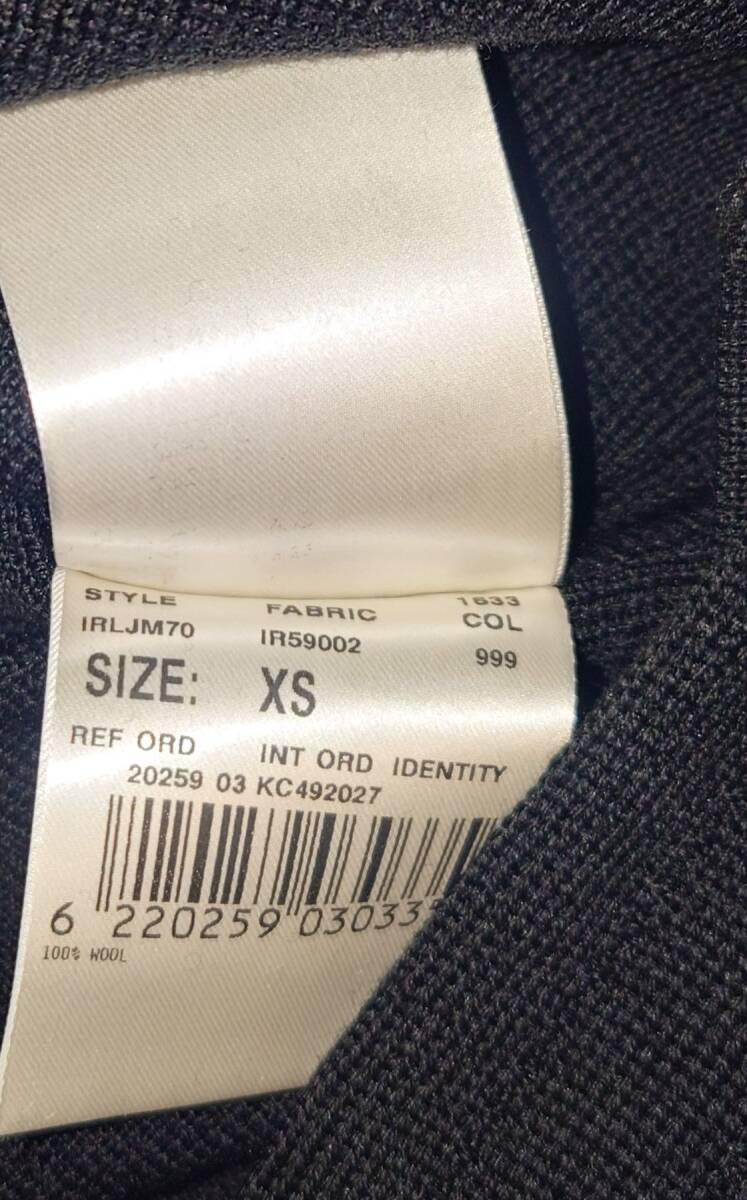 STYLE FABRIC 1633
IRLJM70 IR59002 COL
999
SIZE: XS
REF ORD INT ORD IDENTITY
20259 03 KC492027
6 220259 03033
100% WOOL